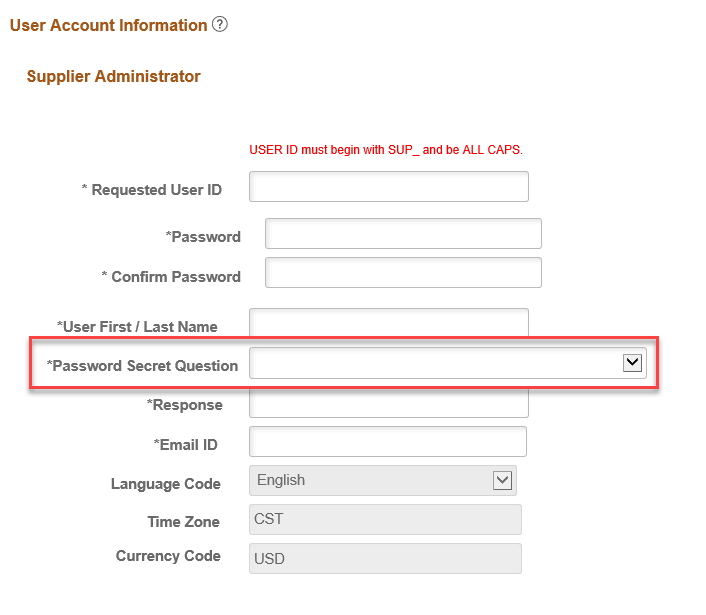 User Account Information ?
Supplier Administrator
USER ID must begin with SUP_ and be ALL CAPS.
* Requested User ID
*Password
* Confirm Password
*User First / Last Name
*Password Secret Question
*Response
*Email ID
Language Code English
Time Zone CST
Currency Code USD